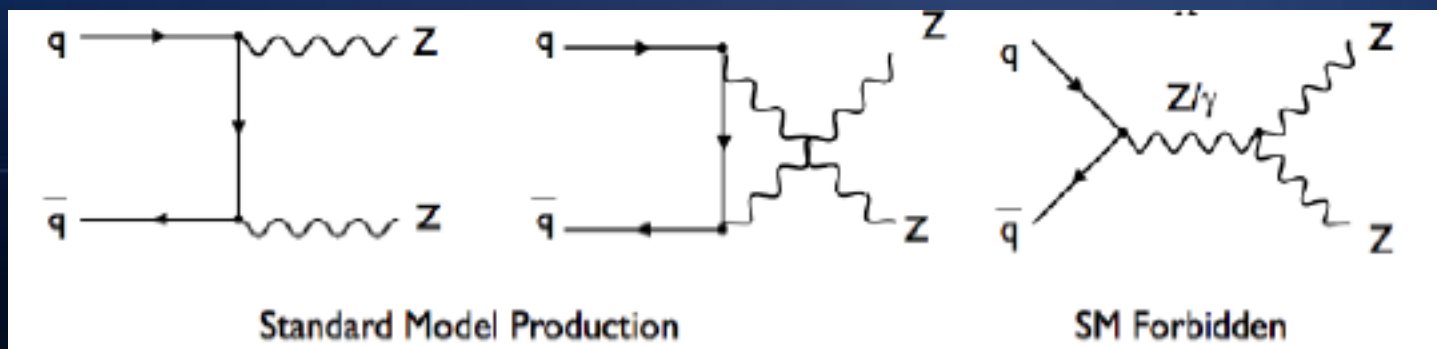 q Z q Z q Z/γ Z
q̄ Z q̄ Z q̄ Z
Standard Model Production SM Forbidden